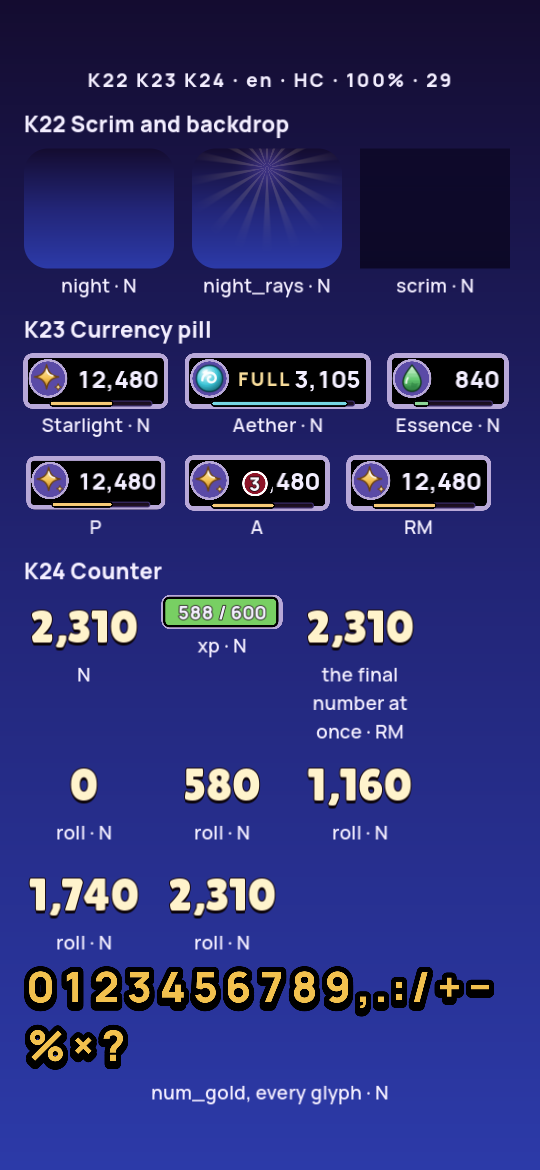 K22 K23 K24 · en · HC · 100% · 29
K22 Scrim and backdrop
night · N
night_rays · N
scrim · N
K23 Currency pill
12,480
FULL 3,105
840
Starlight · N
Aether · N
Essence · N
12,480
3 ,480
12,480
P
A
RM
K24 Counter
2,310
588 / 600
2,310
N
xp · N
the final
number at
once · RM
0
580
1,160
roll · N
roll · N
roll · N
1,740
2,310
roll · N
roll · N
0123456789,.:/+−
%×?
num_gold, every glyph · N